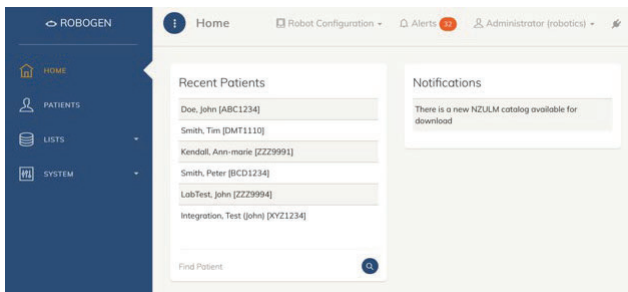 ROBOGEN
Home
Robot Configuration
Alerts 32
Administrator (robotics)
HOME
PATIENTS
LISTS
SYSTEM
Recent Patients
Doe, John [ABC1234]
Smith, Tim [DMT1110]
Kendall, Ann-marie [ZZZ9991]
Smith, Peter [BCD1234]
LabTest, John [ZZZ9994]
Integration, Test (John) [XYZ1234]
Find Patient
Notifications
There is a new NZULM catalog available for
download